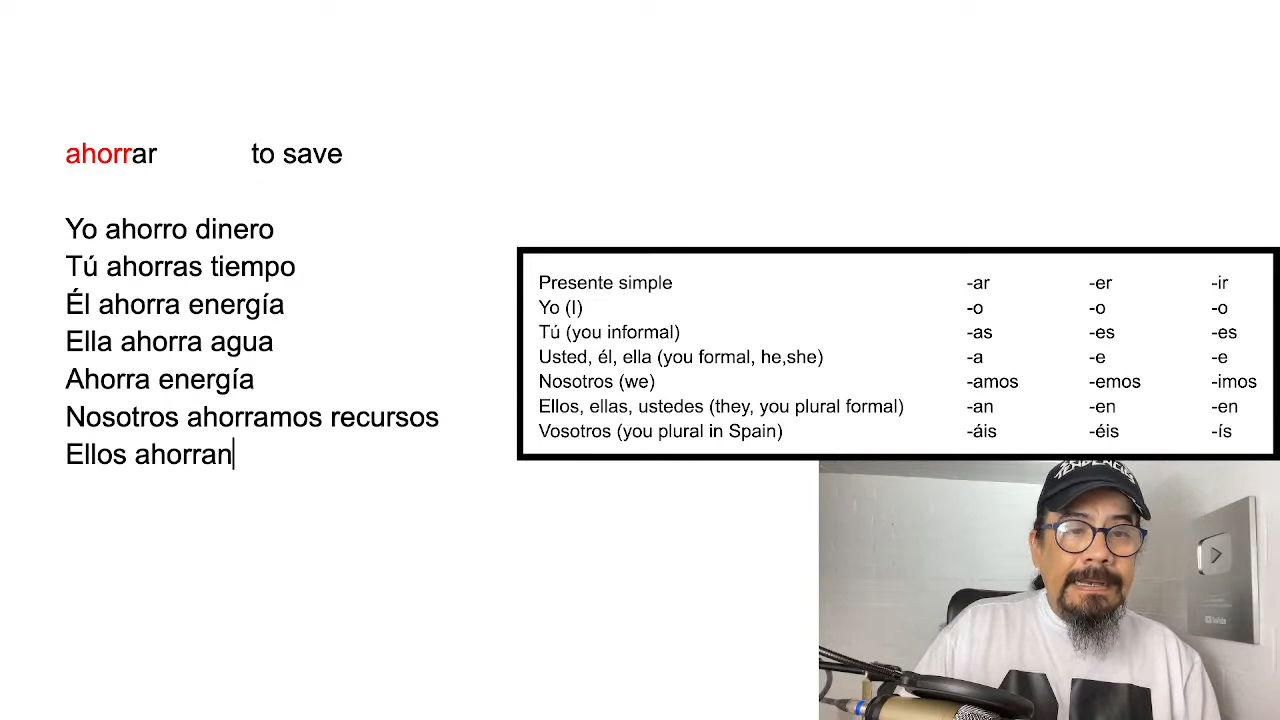 ahorrar to save
Yo ahorro dinero
Tú ahorras tiempo
Él ahorra energía
Ella ahorra agua
Ahorra energía
Nosotros ahorramos recursos
Ellos ahorran
Presente simple -ar -er -ir
Yo (I) -o -o -o
Tú (you informal) -as -es -es
Usted, él, ella (you formal, he,she) -a -e -e
Nosotros (we) -amos -emos -imos
Ellos, ellas, ustedes (they, you plural formal) -an -en -en
Vosotros (you plural in Spain) -áis -éis -ís
YouTube